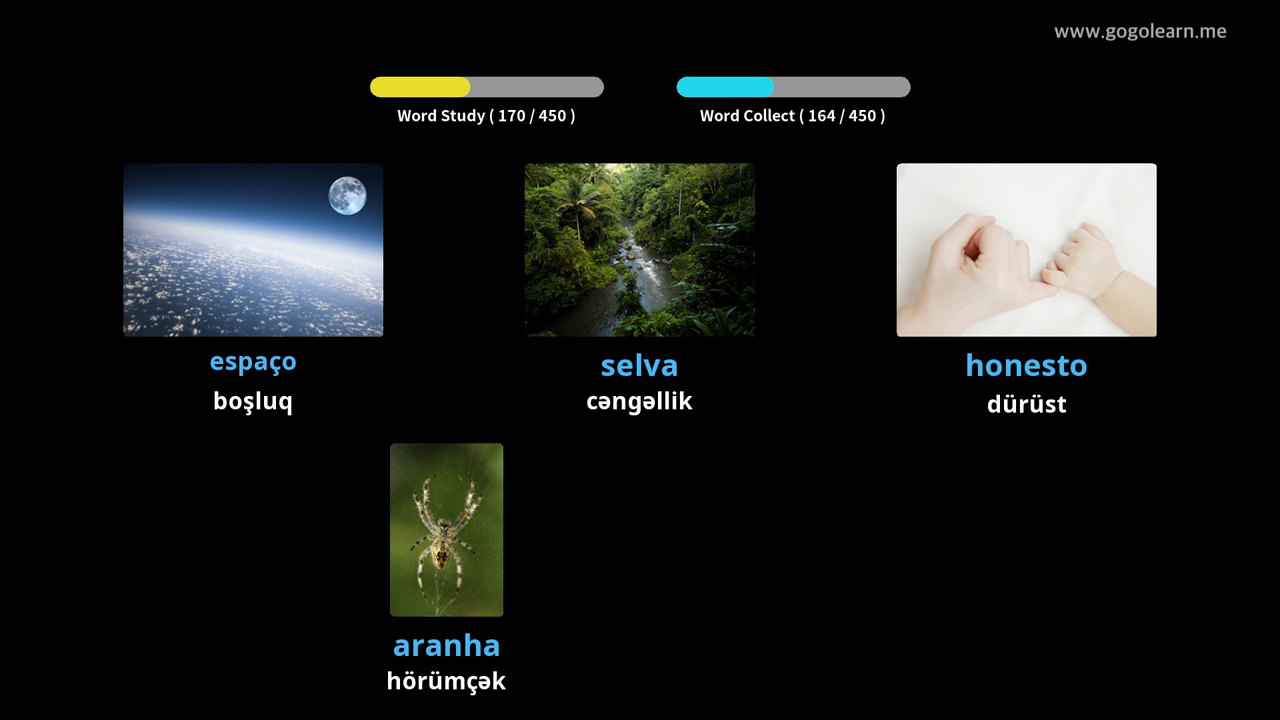 www.gogolearn.me
Word Study ( 170 / 450 )
Word Collect ( 164 / 450 )
espaço
boşluq
selva
cəngəllik
honesto
dürüst
aranha
hörümçək